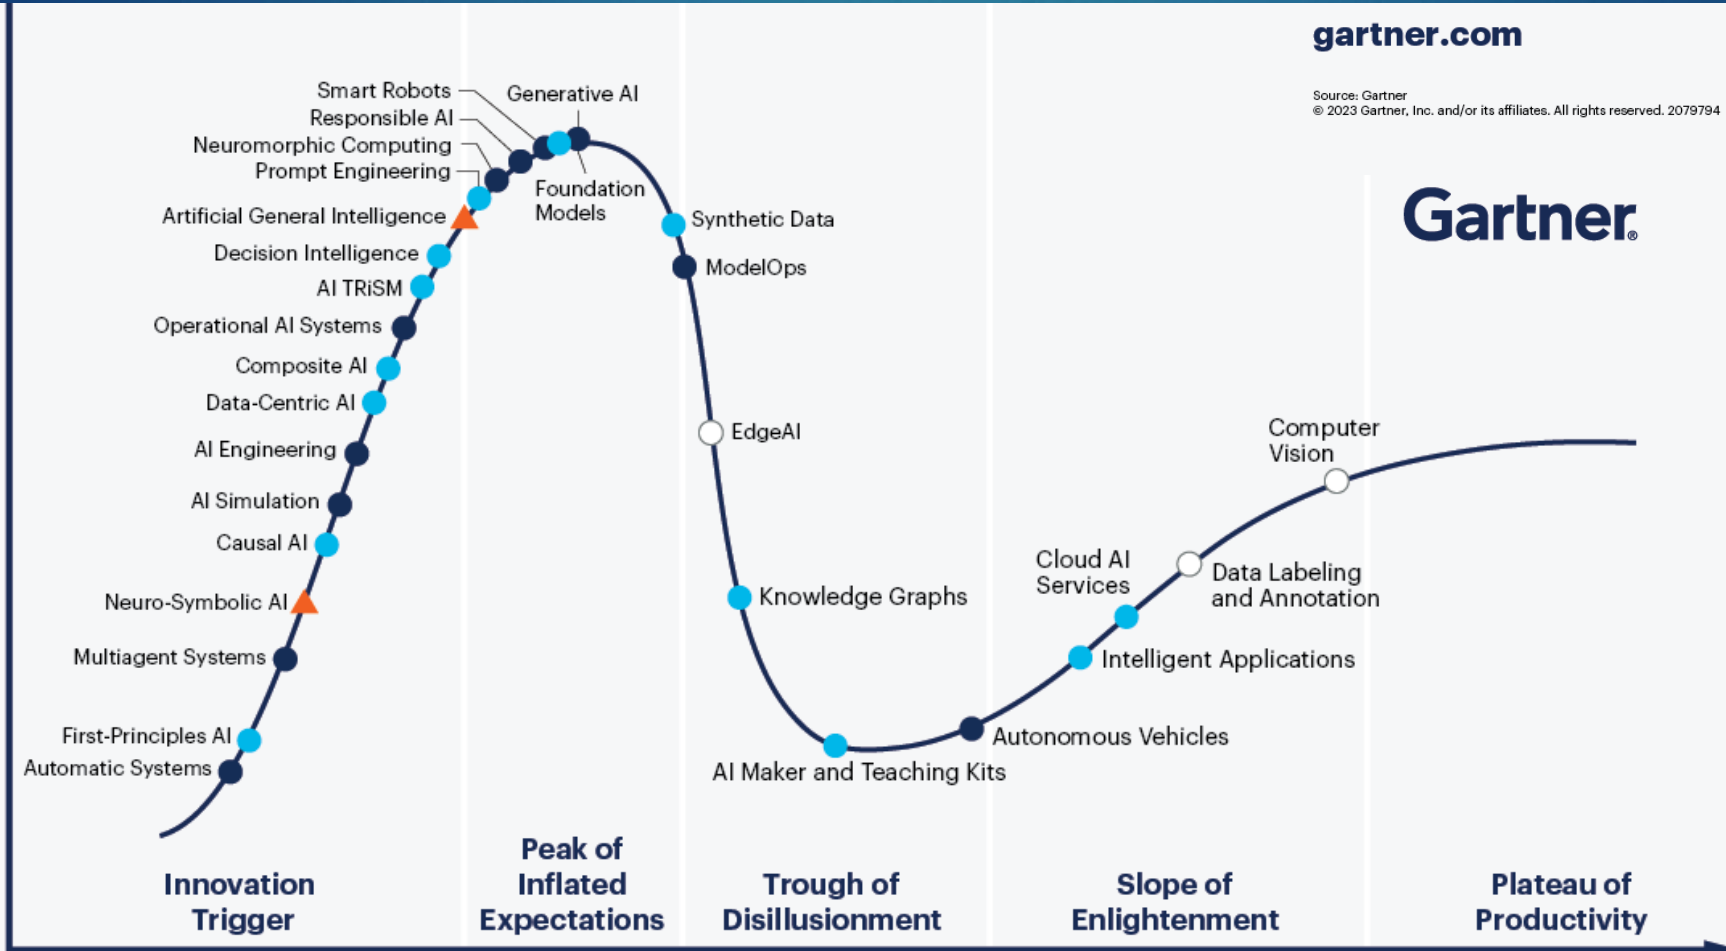 gartner.com
Source: Gartner
© 2023 Gartner, Inc. and/or its affiliates. All rights reserved. 2079794
Gartner®
Smart Robots
Generative AI
Responsible AI
Neuromorphic Computing
Prompt Engineering
Foundation
Models
Artificial General Intelligence
Decision Intelligence
AI TRiSM
Operational AI Systems
Composite AI
Data-Centric AI
AI Engineering
AI Simulation
Causal AI
Neuro-Symbolic AI
Multiagent Systems
First-Principles AI
Automatic Systems
Synthetic Data
ModelOps
EdgeAI
Knowledge Graphs
AI Maker and Teaching Kits
Autonomous Vehicles
Intelligent Applications
Cloud AI
Services
Data Labeling
and Annotation
Computer
Vision
Innovation
Trigger
Peak of
Inflated
Expectations
Trough of
Disillusionment
Slope of
Enlightenment
Plateau of
Productivity